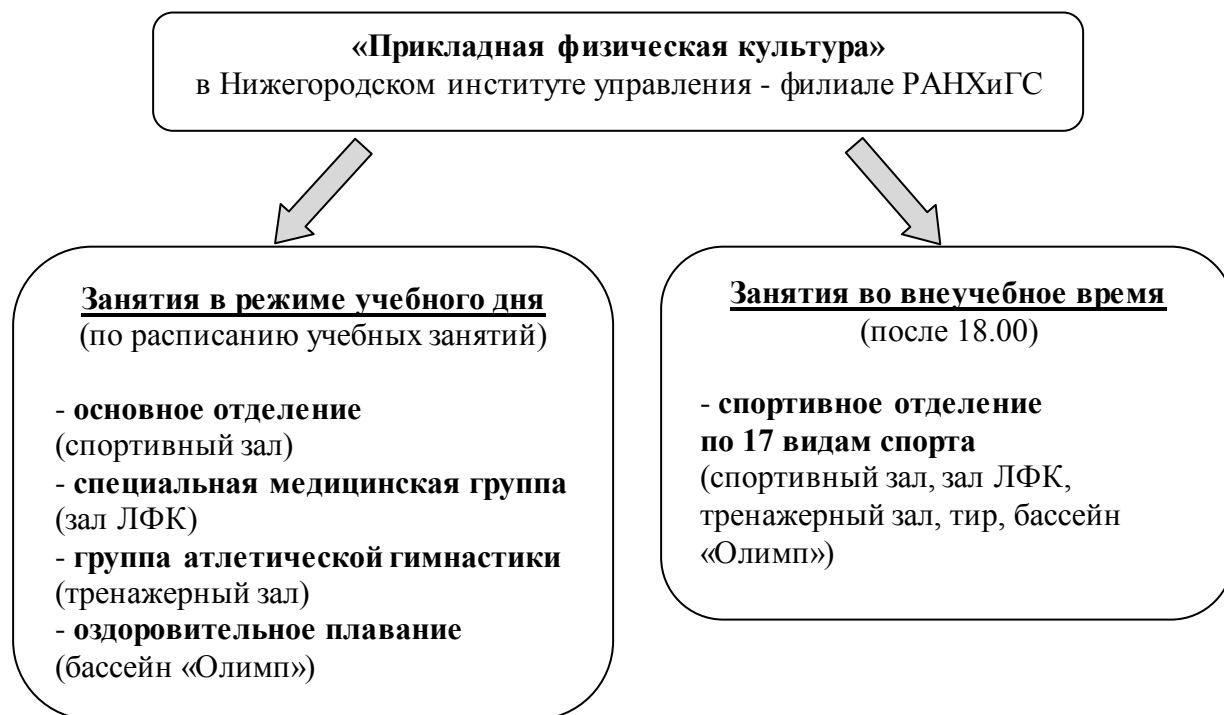 «Прикладная физическая культура»
в Нижегородском институте управления - филиале РАНХиГС
Занятия в режиме учебного дня
(по расписанию учебных занятий)
- основное отделение
(спортивный зал)
- специальная медицинская группа
(зал ЛФК)
- группа атлетической гимнастики
(тренажерный зал)
- оздоровительное плавание
(бассейн «Олимп»)
Занятия во внеучебное время
(после 18.00)
- спортивное отделение
по 17 видам спорта
(спортивный зал, зал ЛФК,
тренажерный зал, тир, бассейн
«Олимп»)